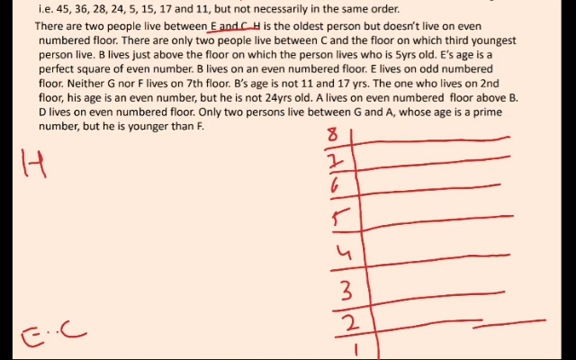 i.e. 45, 36, 28, 24, 5, 15, 17 and 11, but not necessarily in the same order.
There are two people live between E and C. H is the oldest person but doesn't live on even
numbered floor. There are only two people live between C and the floor on which third youngest
person live. B lives just above the floor on which the person lives who is 5yrs old. E's age is a
perfect square of even number. B lives on an even numbered floor. E lives on odd numbered
floor. Neither G nor F lives on 7th floor. B's age is not 11 and 17 yrs. The one who lives on 2nd
floor, his age is an even number, but he is not 24yrs old. A lives on even numbered floor above B.
D lives on even numbered floor. Only two persons live between G and A, whose age is a prime
number, but he is younger than F.
8
H
7
6
5
4
3
E..C
2
1